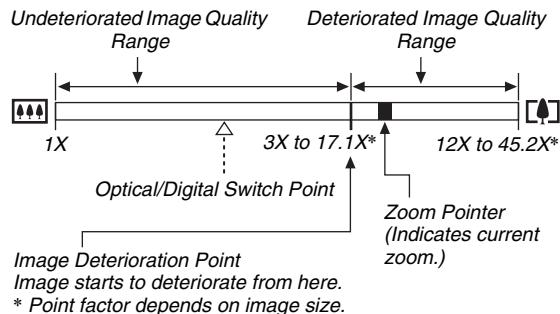 Undeteriorated Image Quality
Range
Deteriorated Image Quality
Range
1X
3X to 17.1X*
12X to 45.2X*
Optical/Digital Switch Point
Zoom Pointer
(Indicates current
zoom.)
Image Deterioration Point
Image starts to deteriorate from here.
* Point factor depends on image size.